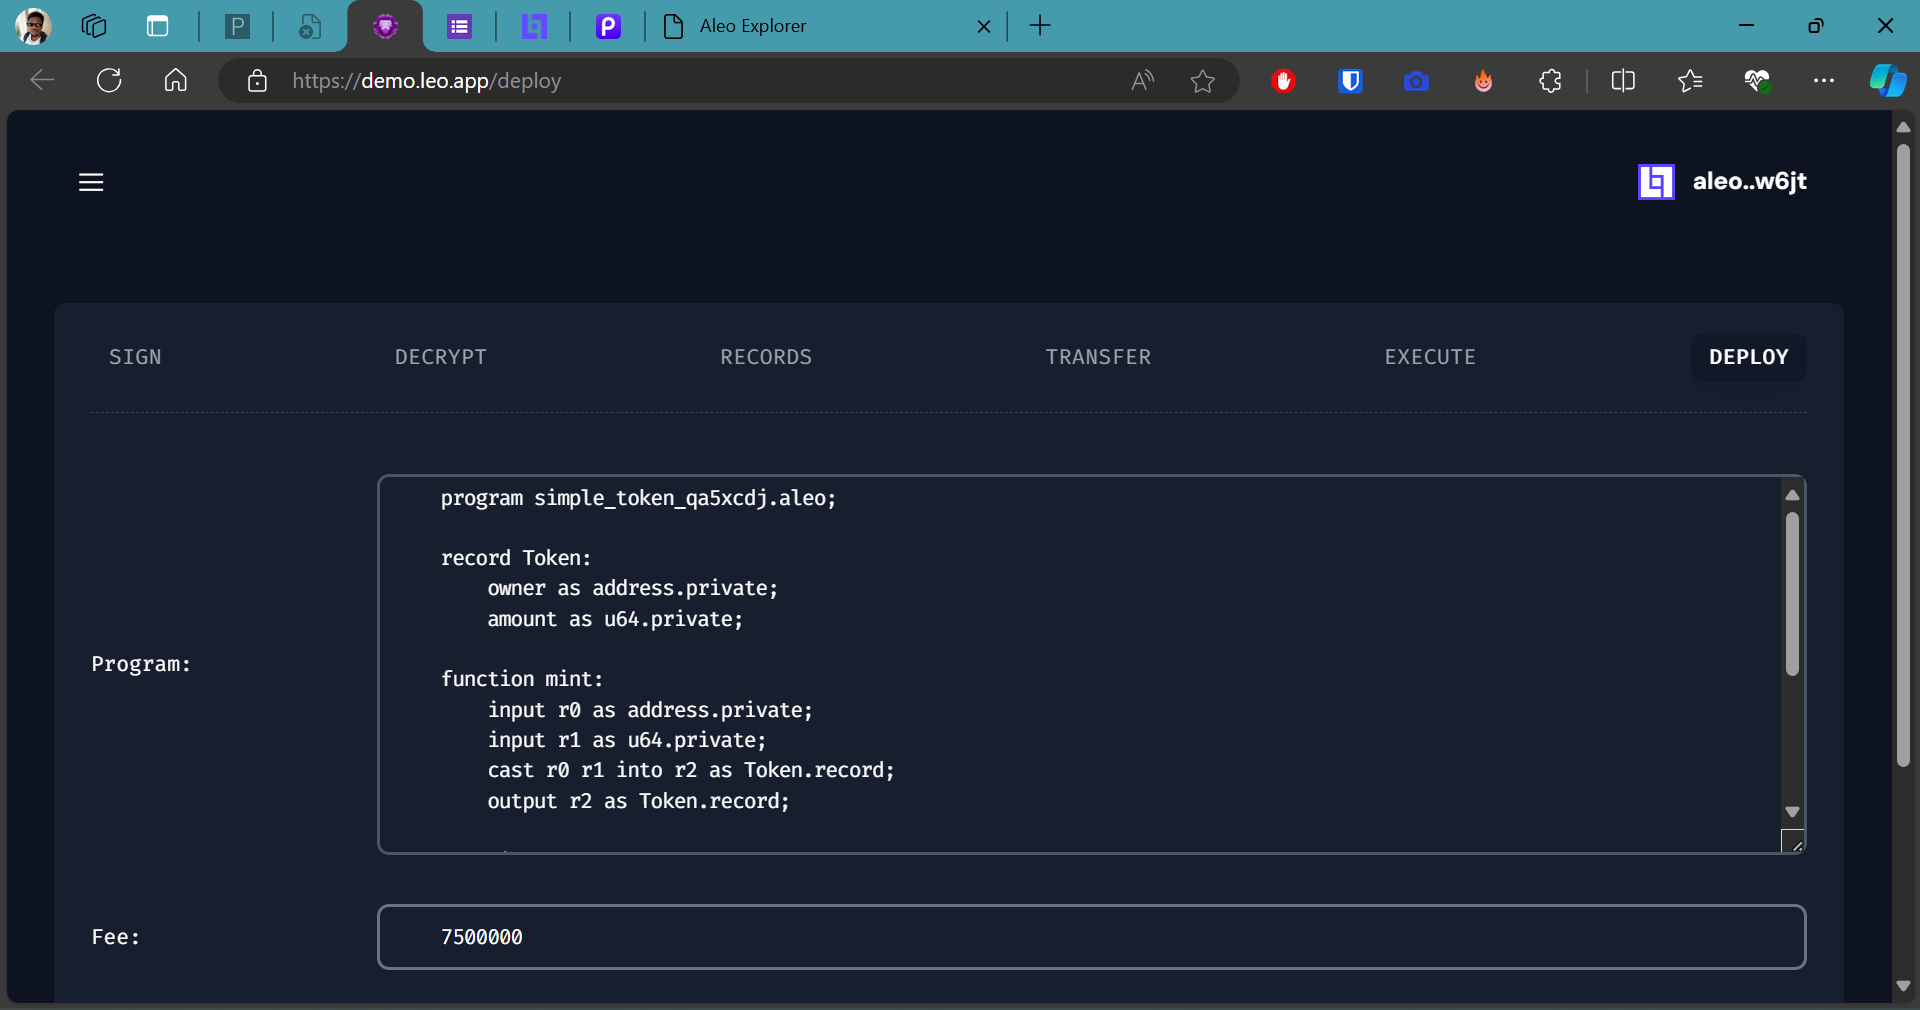 Aleo Explorer
https://demo.leo.app/deploy
aleo..w6jt
SIGN DECRYPT RECORDS TRANSFER EXECUTE DEPLOY
Program:
program simple_token_qa5xcdj.aleo;
record Token:
owner as address.private;
amount as u64.private;
function mint:
input r0 as address.private;
input r1 as u64.private;
cast r0 r1 into r2 as Token.record;
output r2 as Token.record;
Fee:
7500000